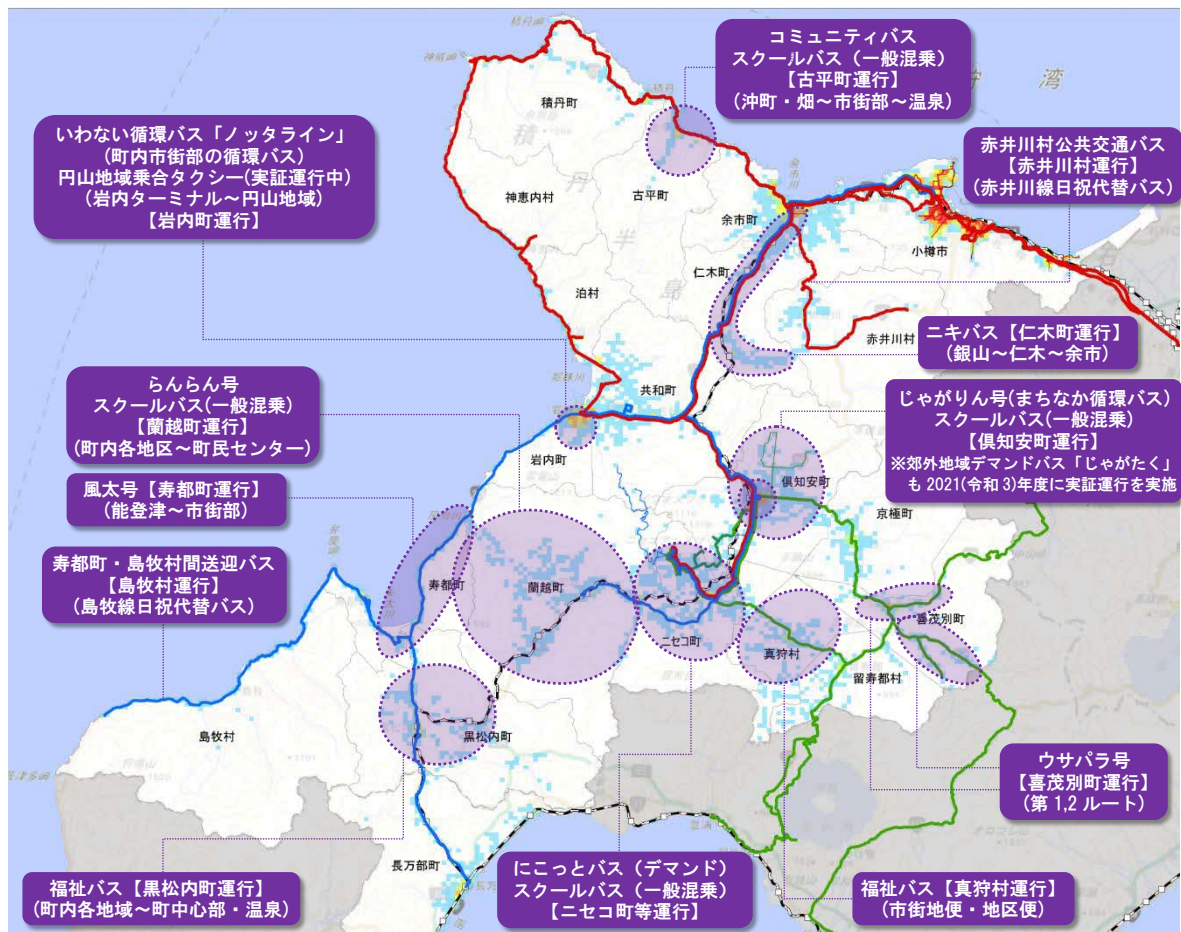 コミュニティバス
スクールバス（一般混乗）
【古平町運行】
(沖町・畑～市街部～温泉)
いわない循環バス「ノッタライン」
(町内市街部の循環バス)
円山地域乗合タクシー(実証運行中)
(岩内ターミナル～円山地域)
【岩内町運行】
赤井川村公共交通バス
【赤井川村運行】
(赤井川線日祝代替バス)
ニキバス【仁木町運行】
(銀山～仁木～余市)
らんらん号
スクールバス(一般混乗)
【蘭越町運行】
(町内各地区～町民センター)
じゃがりん号(まちなか循環バス)
スクールバス(一般混乗)
【倶知安町運行】
※郊外地域デマンドバス「じゃがたく」
も 2021(令和 3)年度に実証運行を実施
風太号【寿都町運行】
(能登津～市街部)
寿都町・島牧村間送迎バス
【島牧村運行】
(島牧線日祝代替バス)
ウサパラ号
【喜茂別町運行】
(第 1,2 ルート)
福祉バス【黒松内町運行】
(町内各地域～町中心部・温泉)
にこっとバス（デマンド）
スクールバス（一般混乗）
【ニセコ町等運行】
福祉バス【真狩村運行】
(市街地便・地区便)
積丹岬
神威岬
積丹町
積丹
神恵内村
古平町
余市川
余市町
小樽市
仁木町
積丹半島
湾
泊村
赤井川村
共和町
岩内町
倶知安町
京極町
寿都町
蘭越町
ニセコ町
真狩村
喜茂別町
留寿都村
島牧村
黒松内町
長万部町